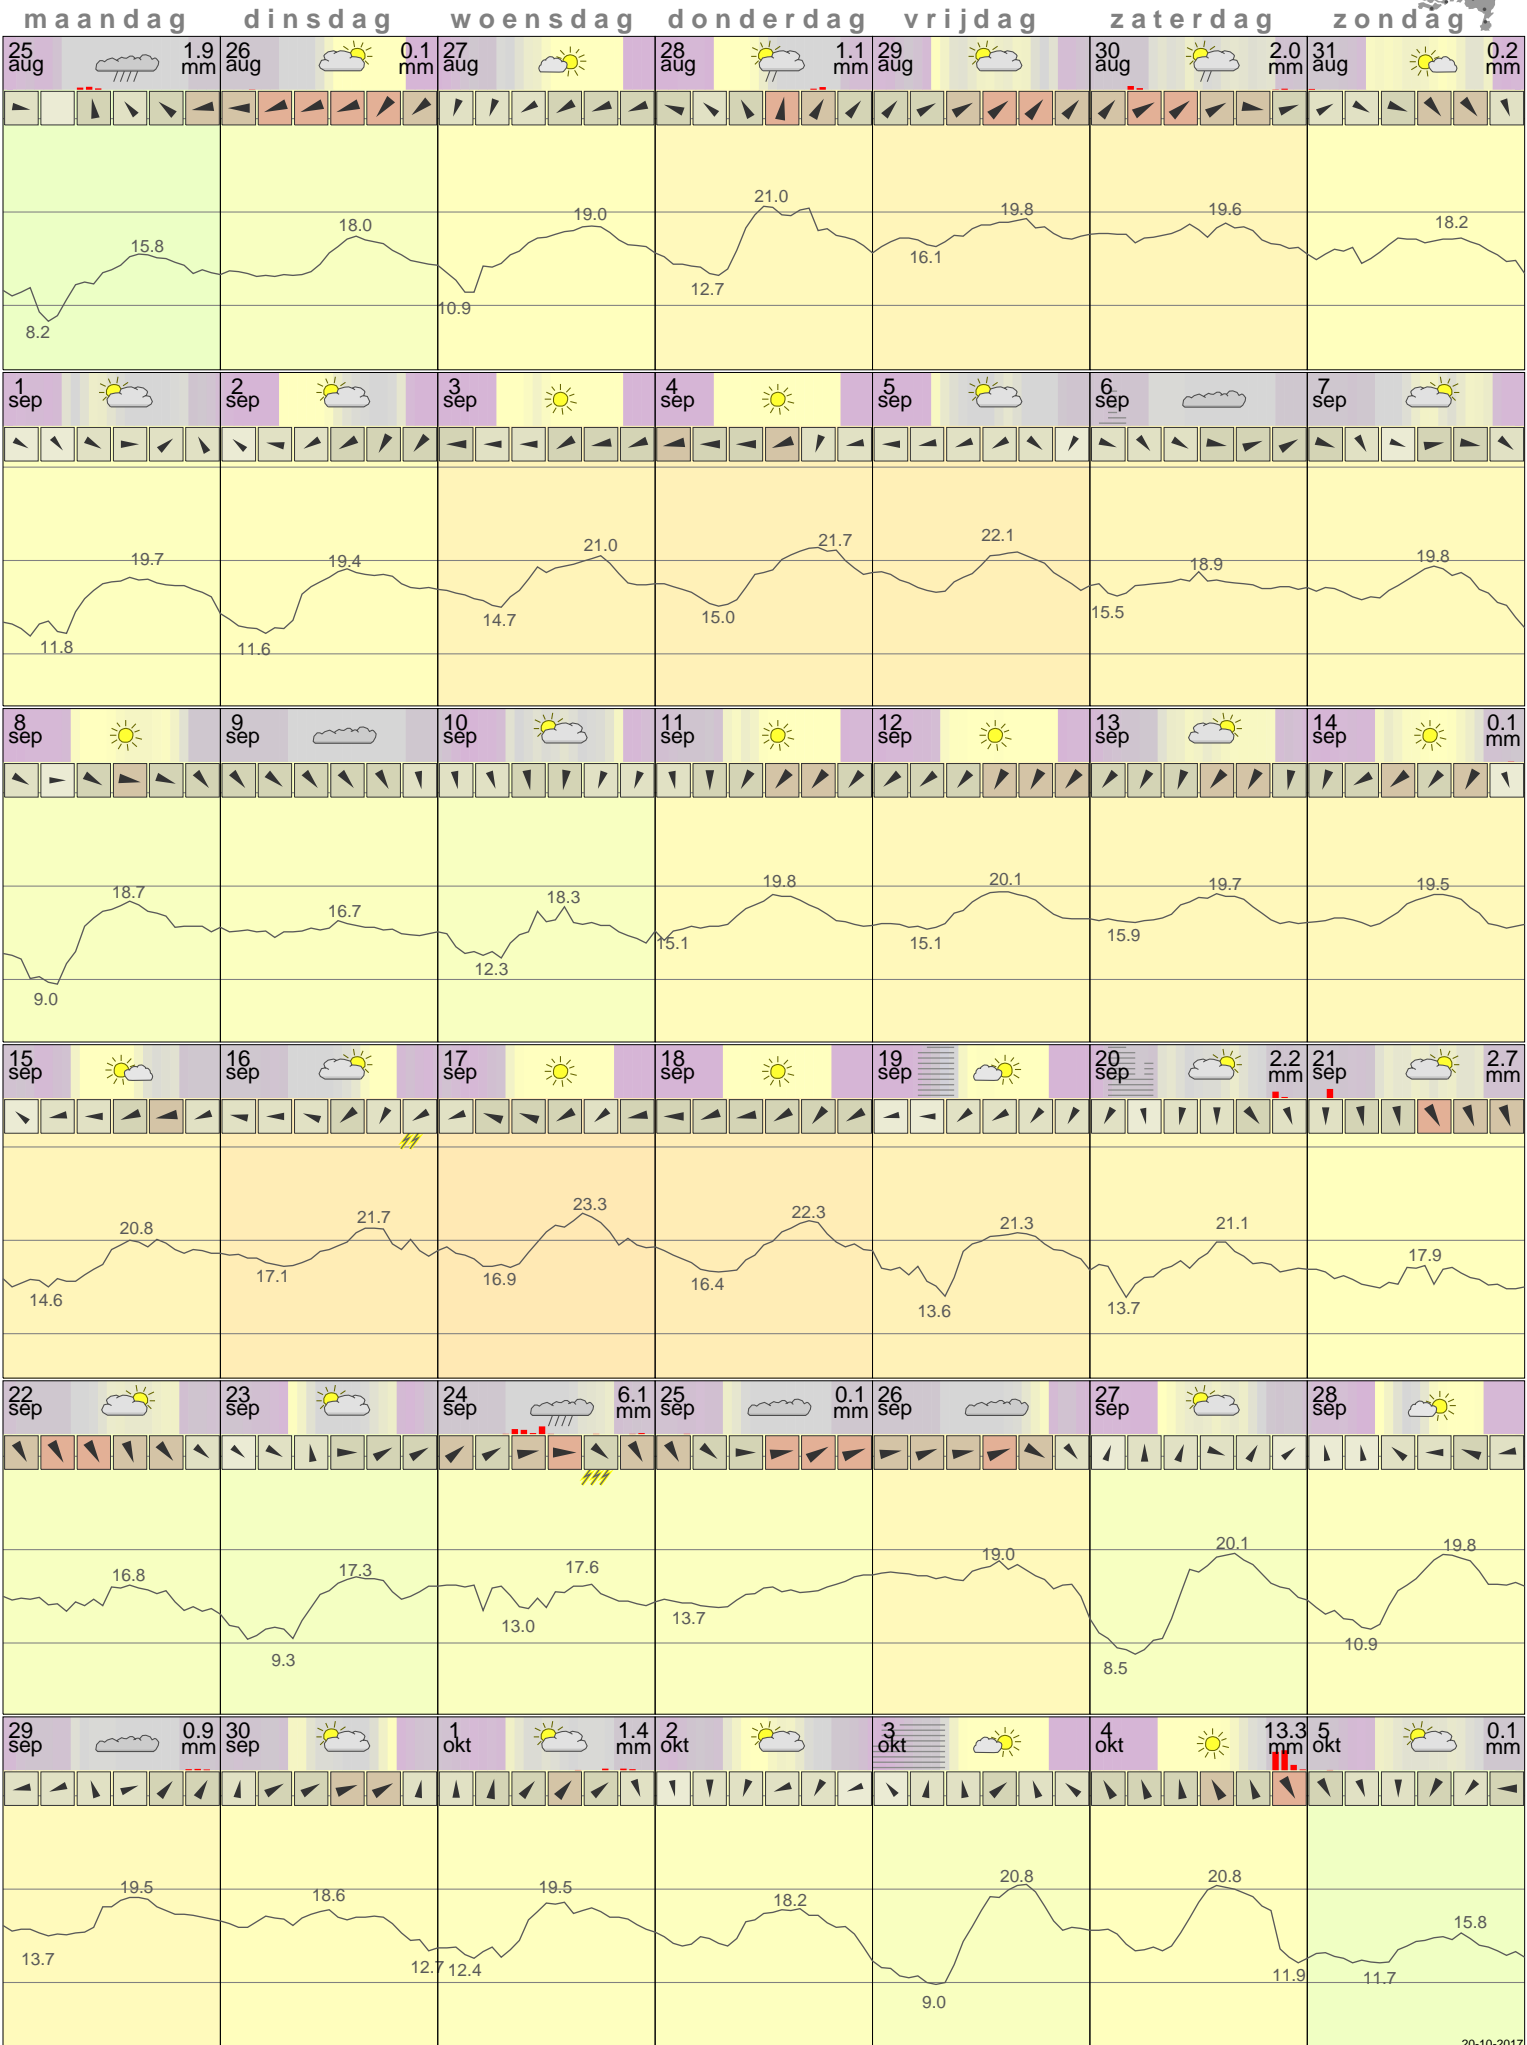 maandag dinsdag woensdag donderdag vrijdag zaterdag zondag
25 aug 1.9 mm 26 aug 0.1 mm 27 aug 28 aug 1.1 mm 29 aug 30 aug 2.0 mm 31 aug 0.2 mm
15.8 18.0 19.0 21.0 19.8 19.6 18.2
8.2 10.9 12.7 16.1
1 sep 2 sep 3 sep 4 sep 5 sep 6 sep 7 sep
19.7 19.4 21.0 21.7 22.1 18.9 19.8
11.8 11.6 14.7 15.0 15.5
8 sep 9 sep 10 sep 11 sep 12 sep 13 sep 14 sep 0.1 mm
18.7 16.7 18.3 19.8 20.1 19.7 19.5
9.0 12.3 15.1 15.1 15.9
15 sep 16 sep 17 sep 18 sep 19 sep 20 sep 2.2 mm 21 sep 2.7 mm
20.8 21.7 23.3 22.3 21.3 21.1 17.9
14.6 17.1 16.9 16.4 13.6 13.7
22 sep 23 sep 24 sep 6.1 mm 25 sep 0.1 mm 26 sep 27 sep 28 sep
16.8 17.3 17.6 19.0 20.1 19.8
9.3 13.0 13.7 8.5 10.9
29 sep 0.9 mm 30 sep 1 okt 1.4 mm 2 okt 3 okt 4 okt 13.3 mm 5 okt 0.1 mm
19.5 18.6 19.5 18.2 20.8 20.8 15.8
13.7 12.7 12.4 9.0 11.9 11.7
20-10-2017